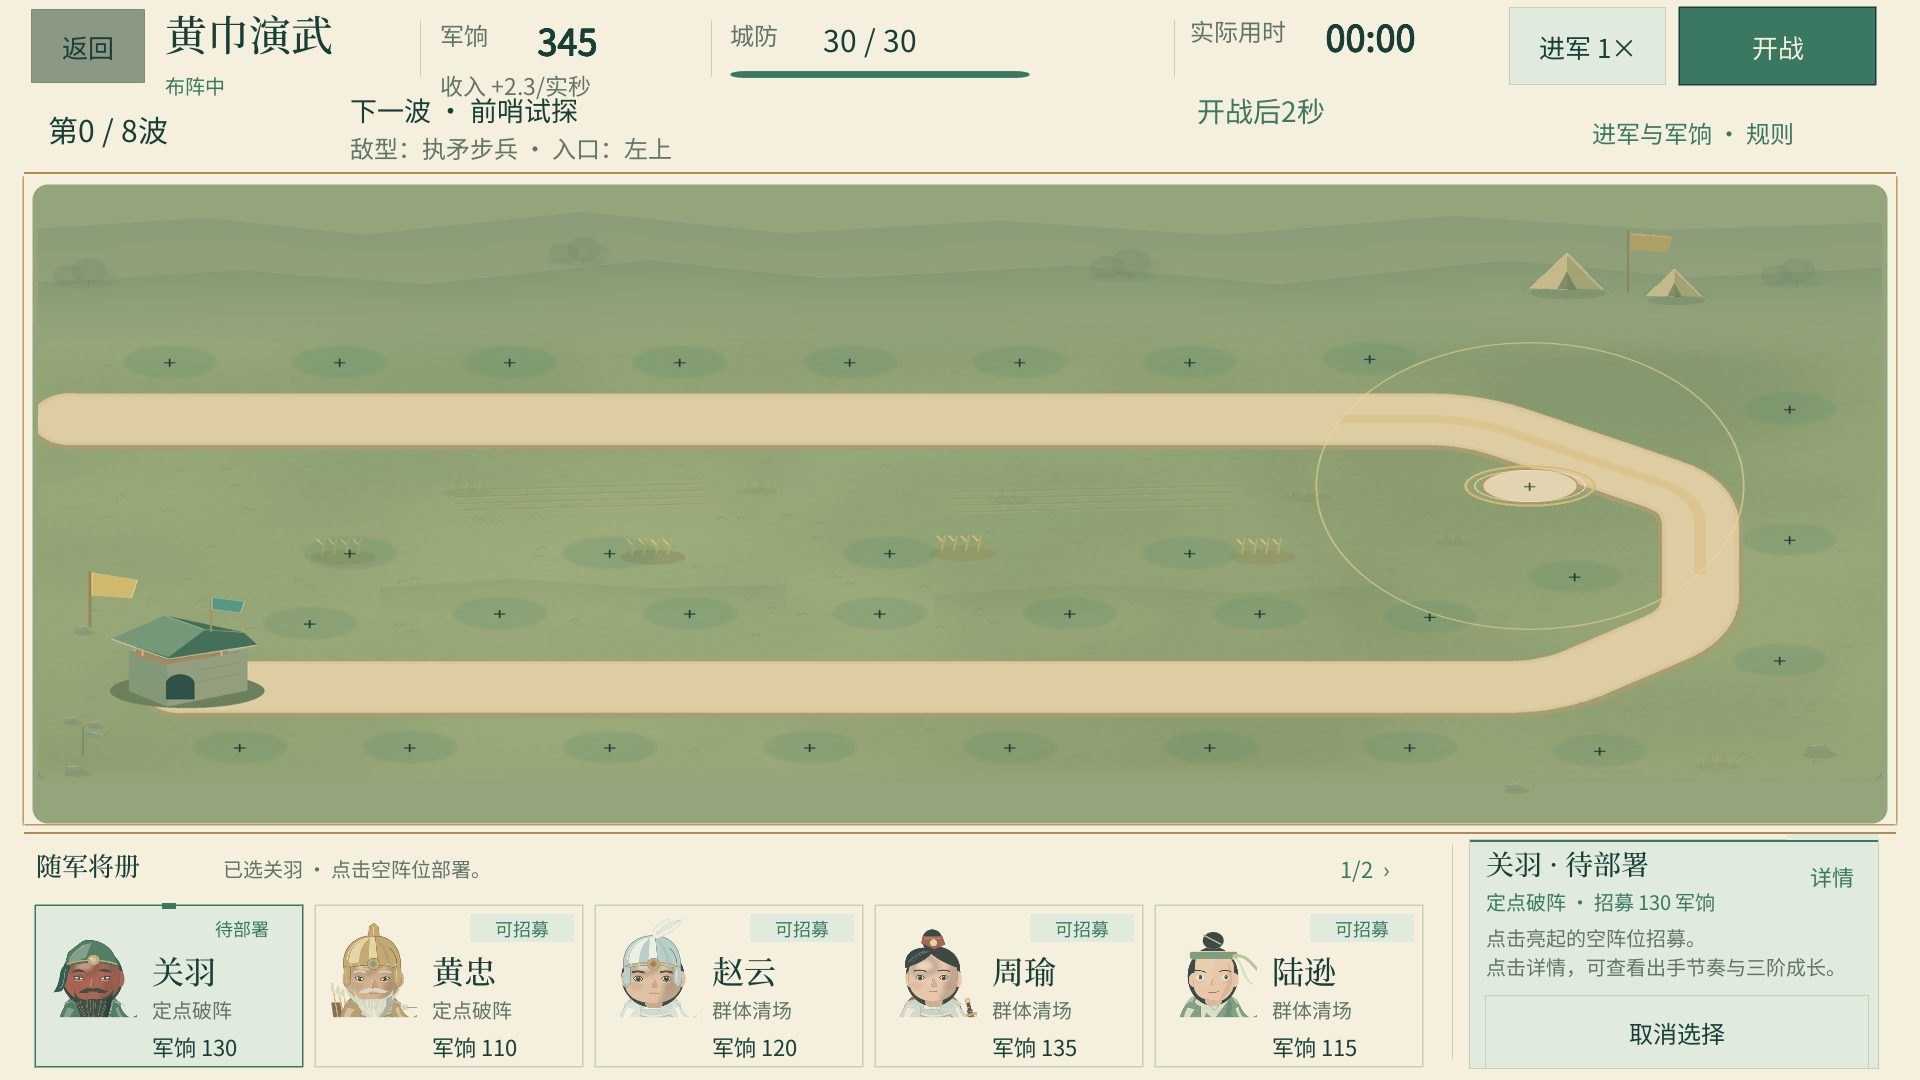 返回
黄巾演武
布阵中
军饷 345
收入 +2.3/实秒
城防 30 / 30
实际用时 00:00
进军 1×
开战
第0 / 8波
下一波 · 前哨试探
敌型：执矛步兵 · 入口：左上
开战后2秒
进军与军饷 · 规则
随军将册
已选关羽 · 点击空阵位部署。
1/2 ›
待部署
关羽
定点破阵
军饷 130
可招募
黄忠
定点破阵
军饷 110
可招募
赵云
群体清场
军饷 120
可招募
周瑜
群体清场
军饷 135
可招募
陆逊
群体清场
军饷 115
关羽 · 待部署
详情
定点破阵 · 招募 130 军饷
点击亮起的空阵位招募。
点击详情，可查看出手节奏与三阶成长。
取消选择